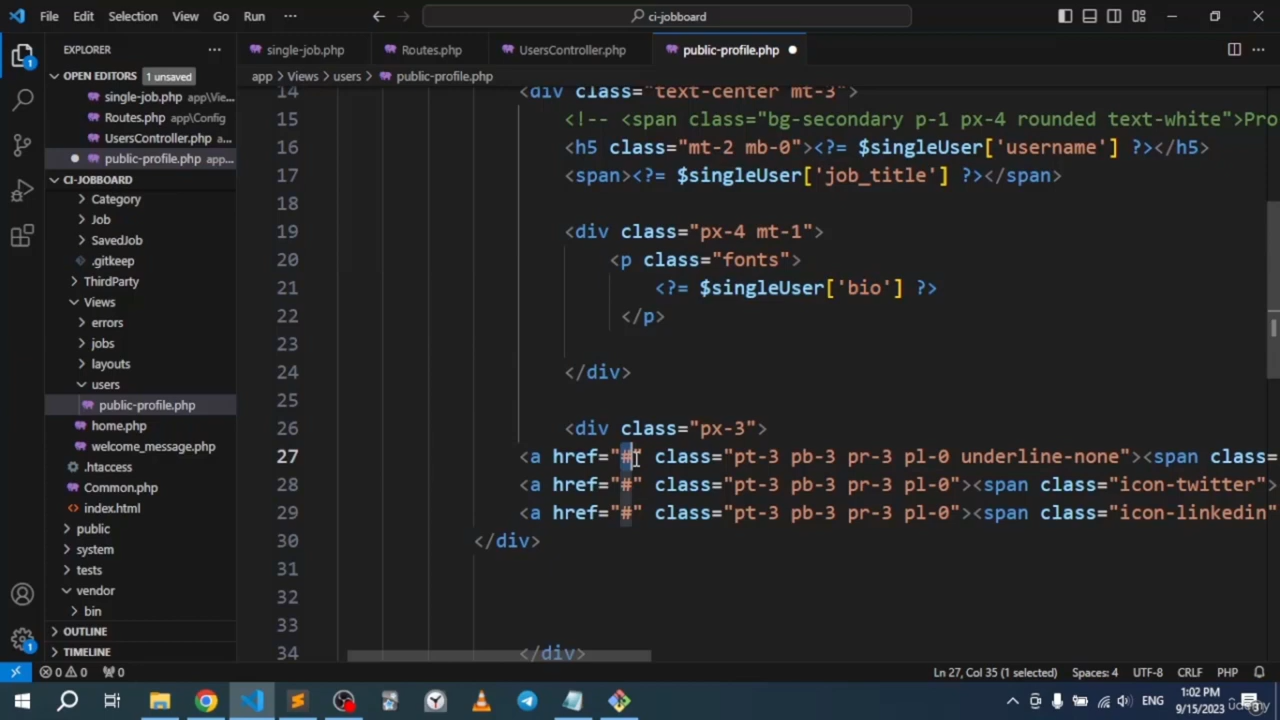 File Edit Selection View Go Run ··· ci-jobboard
EXPLORER ··· single-job.php Routes.php UsersController.php public-profile.php
OPEN EDITORS 1 unsaved app > Views > users > public-profile.php
single-job.php app\Vie...
Routes.php app\Config
UsersController.php app...
public-profile.php app...
CI-JOBBOARD
Category
Job
SavedJob
.gitkeep
ThirdParty
Views
errors
jobs
layouts
users
public-profile.php
home.php
welcome_message.php
.htaccess
Common.php
index.html
public
system
tests
vendor
bin
OUTLINE
TIMELINE
14 <div class="text-center mt-3">
15 <!-- <span class="bg-secondary p-1 px-4 rounded text-white">Pro
16 <h5 class="mt-2 mb-0"><?= $singleUser['username'] ?></h5>
17 <span><?= $singleUser['job_title'] ?></span>
18
19 <div class="px-4 mt-1">
20 <p class="fonts">
21 <?= $singleUser['bio'] ?>
22 </p>
23
24 </div>
25
26 <div class="px-3">
27 <a href="#" class="pt-3 pb-3 pr-3 pl-0 underline-none"><span class=
28 <a href="#" class="pt-3 pb-3 pr-3 pl-0"><span class="icon-twitter">
29 <a href="#" class="pt-3 pb-3 pr-3 pl-0"><span class="icon-linkedin"
30 </div>
31
32
33
34 </div>
0 0 0 Ln 27, Col 35 (1 selected) Spaces: 4 UTF-8 CRLF PHP
ENG 1:02 PM
9/15/2023
udemy